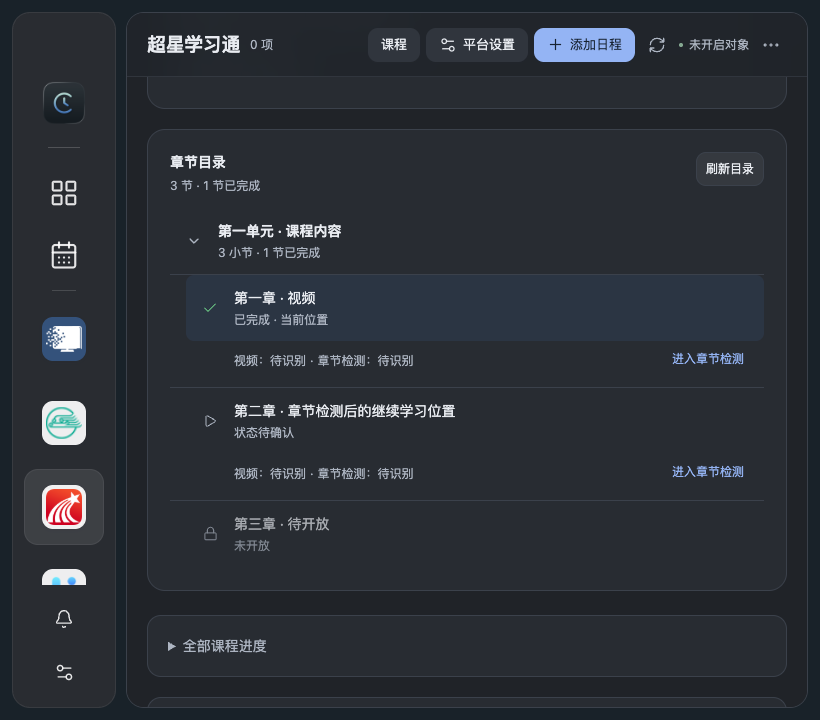 超星学习通 0 项 课程 平台设置 添加日程 未开启对象
章节目录
刷新目录
3 节 · 1 节已完成
第一单元 · 课程内容
3 小节 · 1 节已完成
第一章 · 视频
已完成 · 当前位置
视频：待识别 · 章节检测：待识别 进入章节检测
第二章 · 章节检测后的继续学习位置
状态待确认
视频：待识别 · 章节检测：待识别 进入章节检测
第三章 · 待开放
未开放
全部课程进度